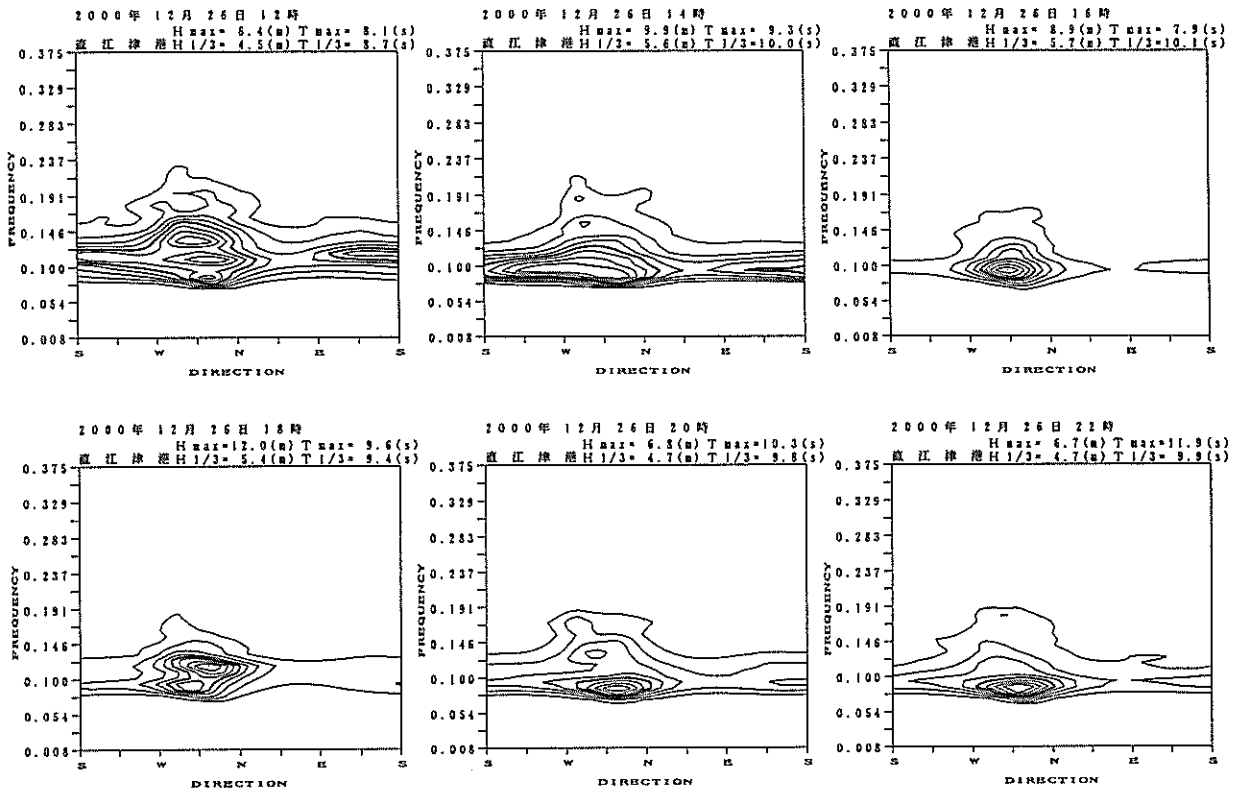 2000年 12月 26日 12時
H max= 6.4(m) T max= 8.1(s)
直江津港 H 1/3= 4.5(m) T 1/3= 8.7(s)
0.375
0.329
0.283
0.237
0.191
0.146
0.100
0.054
0.008
FREQUENCY
S W N E S
DIRECTION
2000年 12月 26日 14時
H max= 9.9(m) T max= 9.3(s)
直江津港 H 1/3= 5.6(m) T 1/3=10.0(s)
0.375
0.329
0.283
0.237
0.191
0.146
0.100
0.054
0.008
FREQUENCY
S W N E S
DIRECTION
2000年 12月 26日 16時
H max= 8.9(m) T max= 7.9(s)
直江津港 H 1/3= 5.7(m) T 1/3=10.1(s)
0.375
0.329
0.283
0.237
0.191
0.146
0.100
0.054
0.008
FREQUENCY
S W N E S
DIRECTION
2000年 12月 26日 18時
H max=12.0(m) T max= 9.6(s)
直江津港 H 1/3= 5.4(m) T 1/3= 9.4(s)
0.375
0.329
0.283
0.237
0.191
0.146
0.100
0.054
0.008
FREQUENCY
S W N E S
DIRECTION
2000年 12月 26日 20時
H max= 6.8(m) T max=10.3(s)
直江津港 H 1/3= 4.7(m) T 1/3= 9.8(s)
0.375
0.329
0.283
0.237
0.191
0.146
0.100
0.054
0.008
FREQUENCY
S W N E S
DIRECTION
2000年 12月 26日 22時
H max= 6.7(m) T max=11.9(s)
直江津港 H 1/3= 4.7(m) T 1/3= 9.9(s)
0.375
0.329
0.283
0.237
0.191
0.146
0.100
0.054
0.008
FREQUENCY
S W N E S
DIRECTION